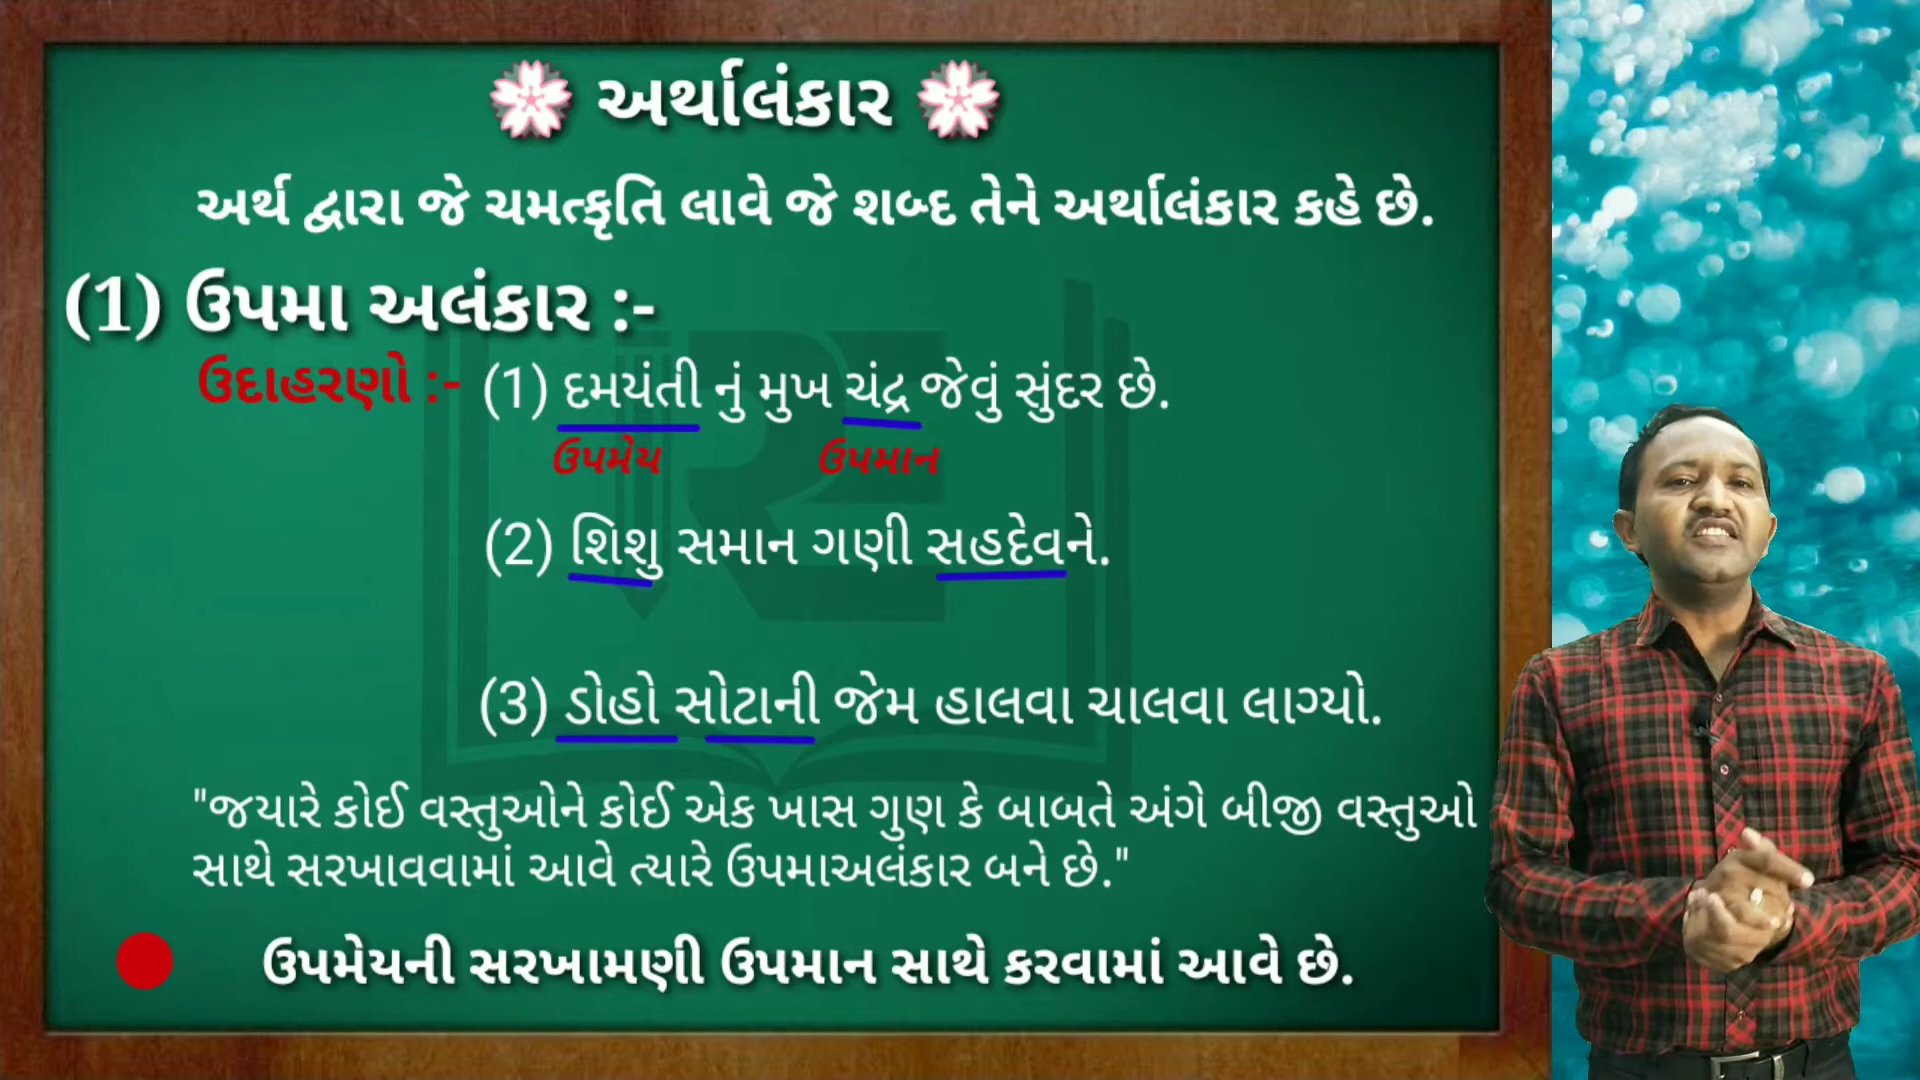 અર્થાલંકાર
અર્થ દ્વારા જે ચમત્કૃતિ લાવે જે શબ્દ તેને અર્થાલંકાર કહે છે.
(1) ઉપમા અલંકાર :-
ઉદાહરણો :- (1) દમયંતી નું મુખ ચંદ્ર જેવું સુંદર છે.
ઉપમેય ઉપમાન
(2) શિશુ સમાન ગણી સહદેવને.
(3) ડોહો સોટાની જેમ હાલવા ચાલવા લાગ્યો.
"જયારે કોઈ વસ્તુઓને કોઈ એક ખાસ ગુણ કે બાબતે અંગે બીજી વસ્તુઓ
સાથે સરખાવવામાં આવે ત્યારે ઉપમાઅલંકાર બને છે."
ઉપમેયની સરખામણી ઉપમાન સાથે કરવામાં આવે છે.